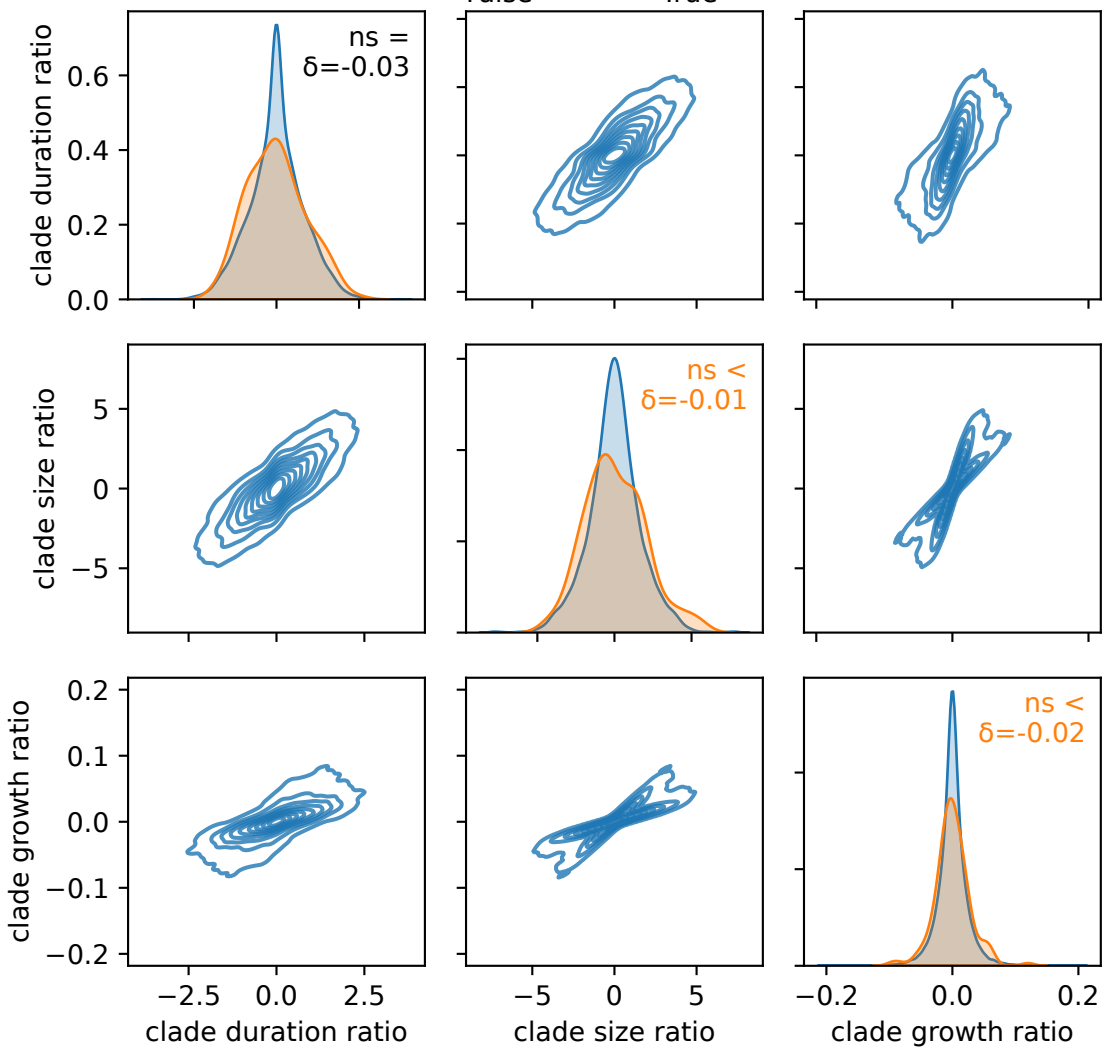 clade duration ratio
0.6
0.4
0.2
0.0
ns =
δ=-0.03
clade size ratio
5
0
−5
ns <
δ=-0.01
clade growth ratio
0.2
0.1
0.0
−0.1
−0.2
ns <
δ=-0.02
−2.5 0.0 2.5
−5 0 5
−0.2 0.0 0.2
clade duration ratio
clade size ratio
clade growth ratio